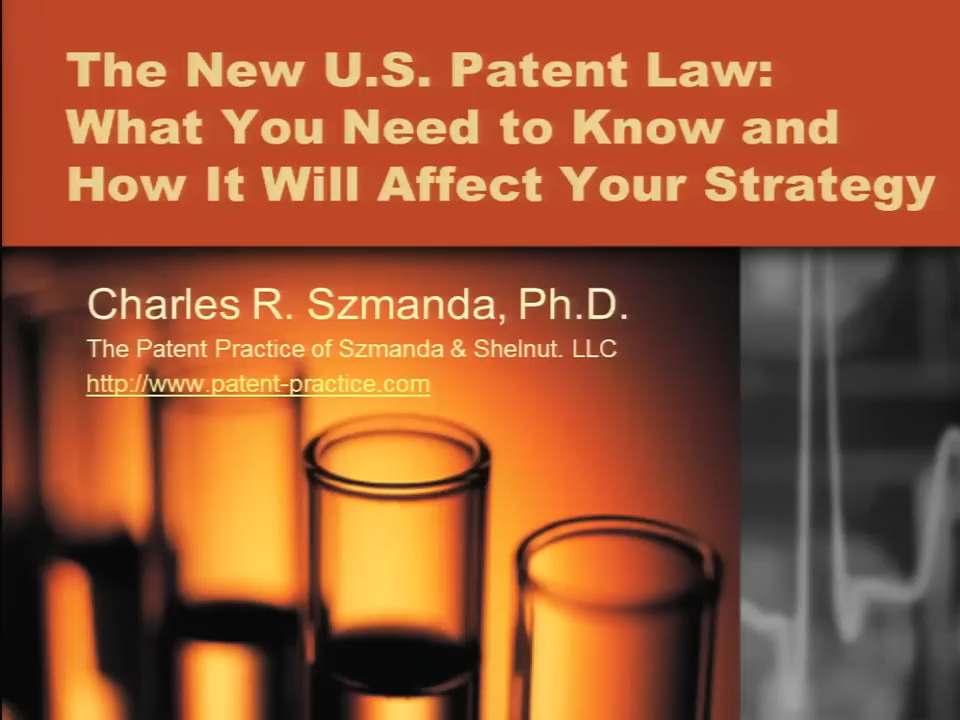 The New U.S. Patent Law:
What You Need to Know and
How It Will Affect Your Strategy
Charles R. Szmanda, Ph.D.
The Patent Practice of Szmanda & Shelnut. LLC
http://www.patent-practice.com